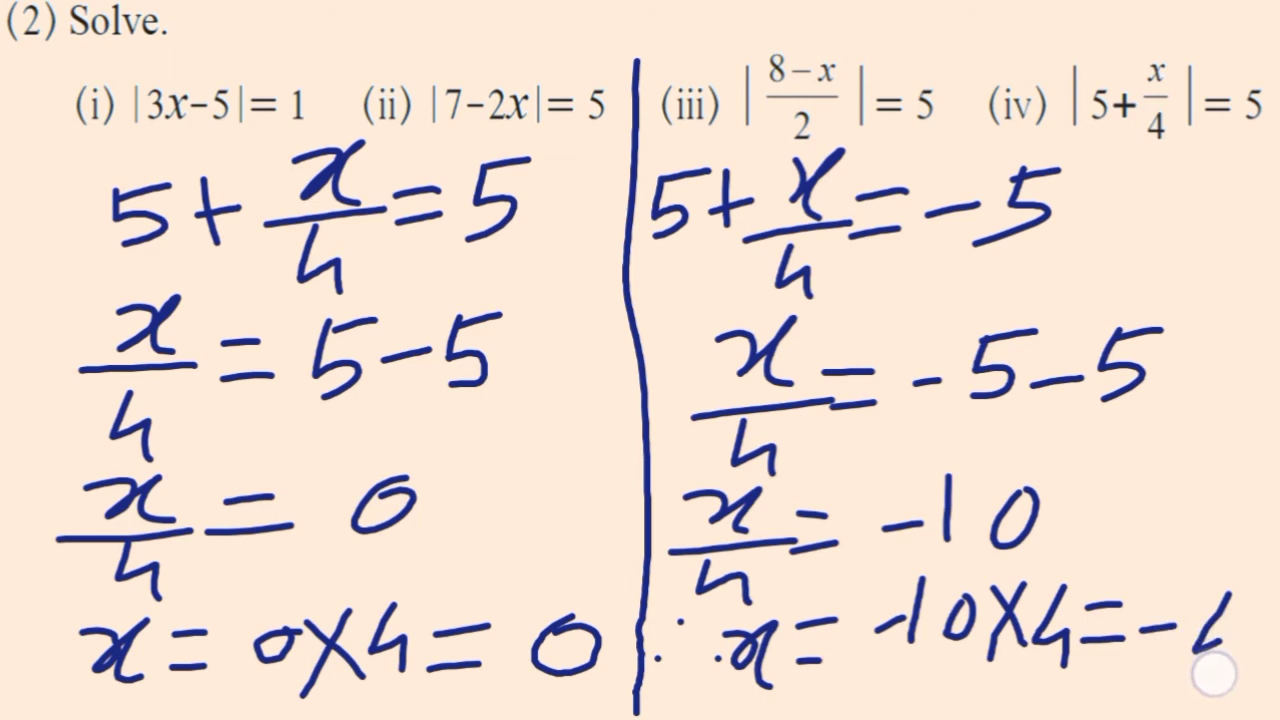 (2) Solve.
(i) |3x−5|= 1 (ii) |7−2x|= 5 (iii) | (8−x)/2 | = 5 (iv) | 5+x/4 | = 5
5 + x/4 = 5
x/4 = 5 − 5
x/4 = 0
x = 0 × 4 = 0
5 + x/4 = − 5
x/4 = - 5 − 5
x/4 = −10
∴ x = -10 × 4 = −